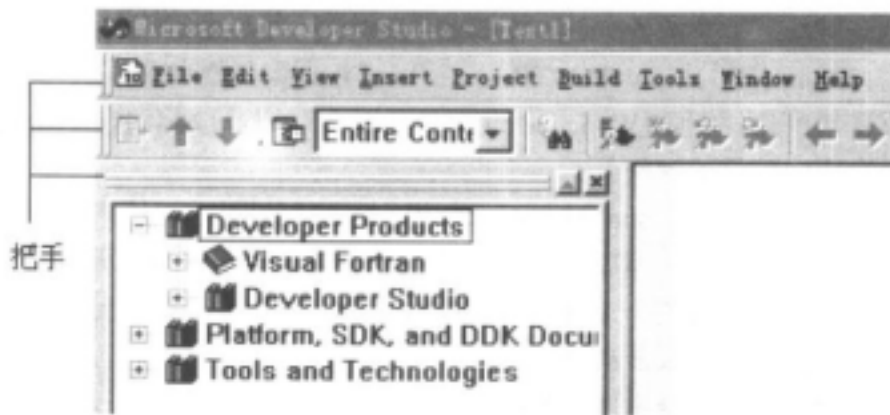 Microsoft Developer Studio - [Text1]
File Edit View Insert Project Build Tools Window Help
Entire Conte
把手
Developer Products
Visual Fortran
Developer Studio
Platform, SDK, and DDK Docu
Tools and Technologies